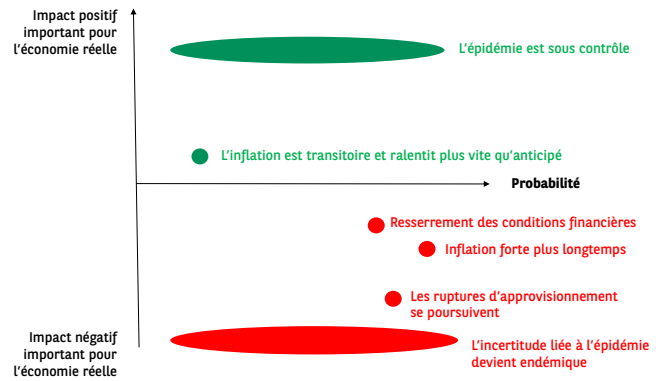 Impact positif
important pour
l'économie réelle
L'épidémie est sous contrôle
L'inflation est transitoire et ralentit plus vite qu'anticipé
Probabilité
Resserrement des conditions financières
Inflation forte plus longtemps
Les ruptures d'approvisionnement
se poursuivent
Impact négatif
important pour
l'économie réelle
L'incertitude liée à l'épidémie
devient endémique